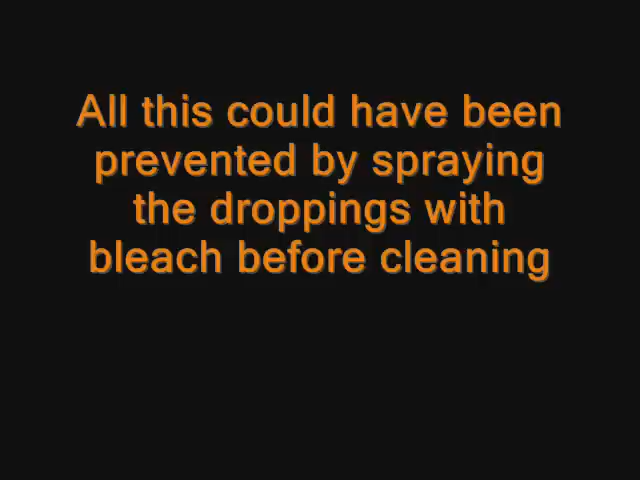 All this could have been
prevented by spraying
the droppings with
bleach before cleaning